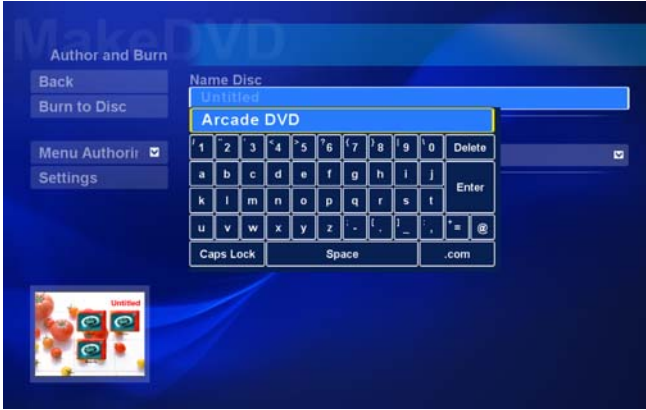 MakeDVD
Author and Burn
Back
Name Disc
Untitled
Burn to Disc
Arcade DVD
1 2 3 4 5 6 7 8 9 0 Delete
Menu Authorin
a b c d e f g h i j
Settings
Enter
k l m n o p q r s t
u v w x y z - . _ , = @
Caps Lock Space .com
Untitled